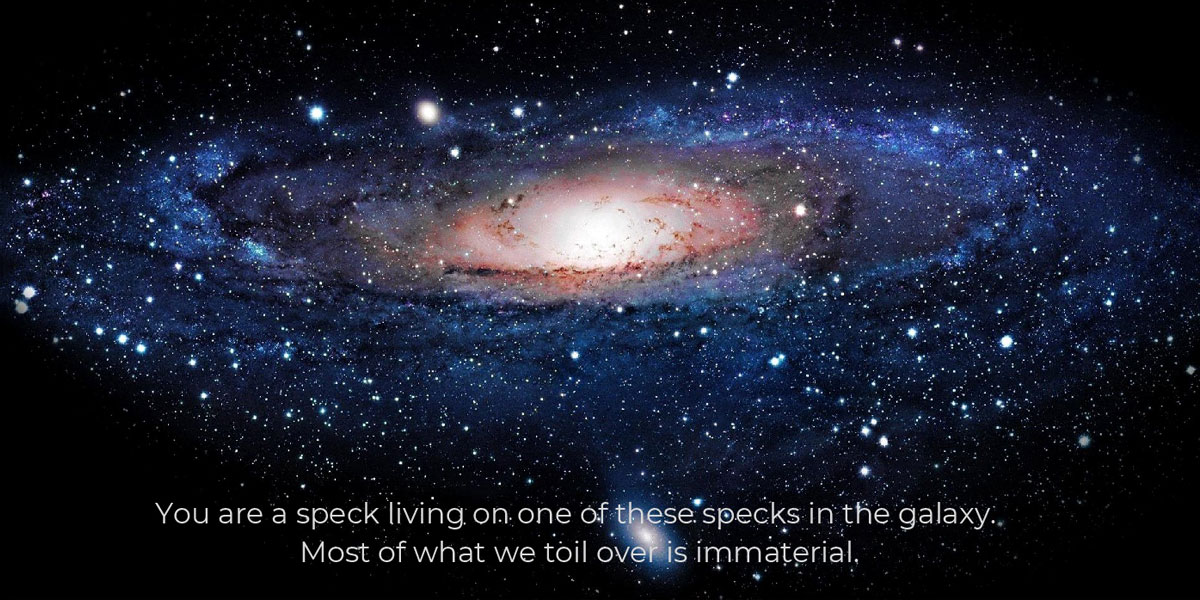 You are a speck living on one of these specks in the galaxy.
Most of what we toil over is immaterial.